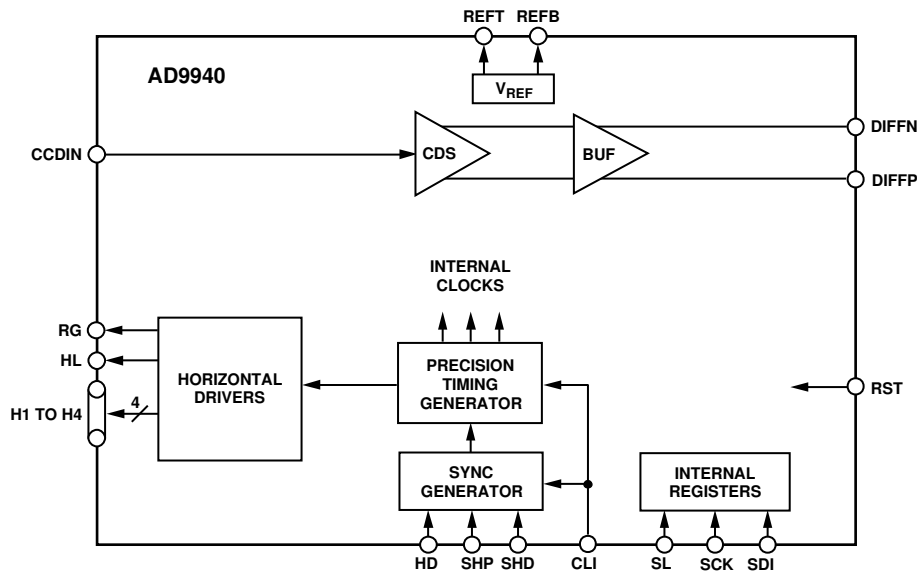 REFT REFB
AD9940
VREF
CCDIN
CDS
BUF
DIFFN
DIFFP
INTERNAL
CLOCKS
RG
HL
H1 TO H4
4
HORIZONTAL
DRIVERS
PRECISION
TIMING
GENERATOR
RST
SYNC
GENERATOR
INTERNAL
REGISTERS
HD SHP SHD CLI SL SCK SDI